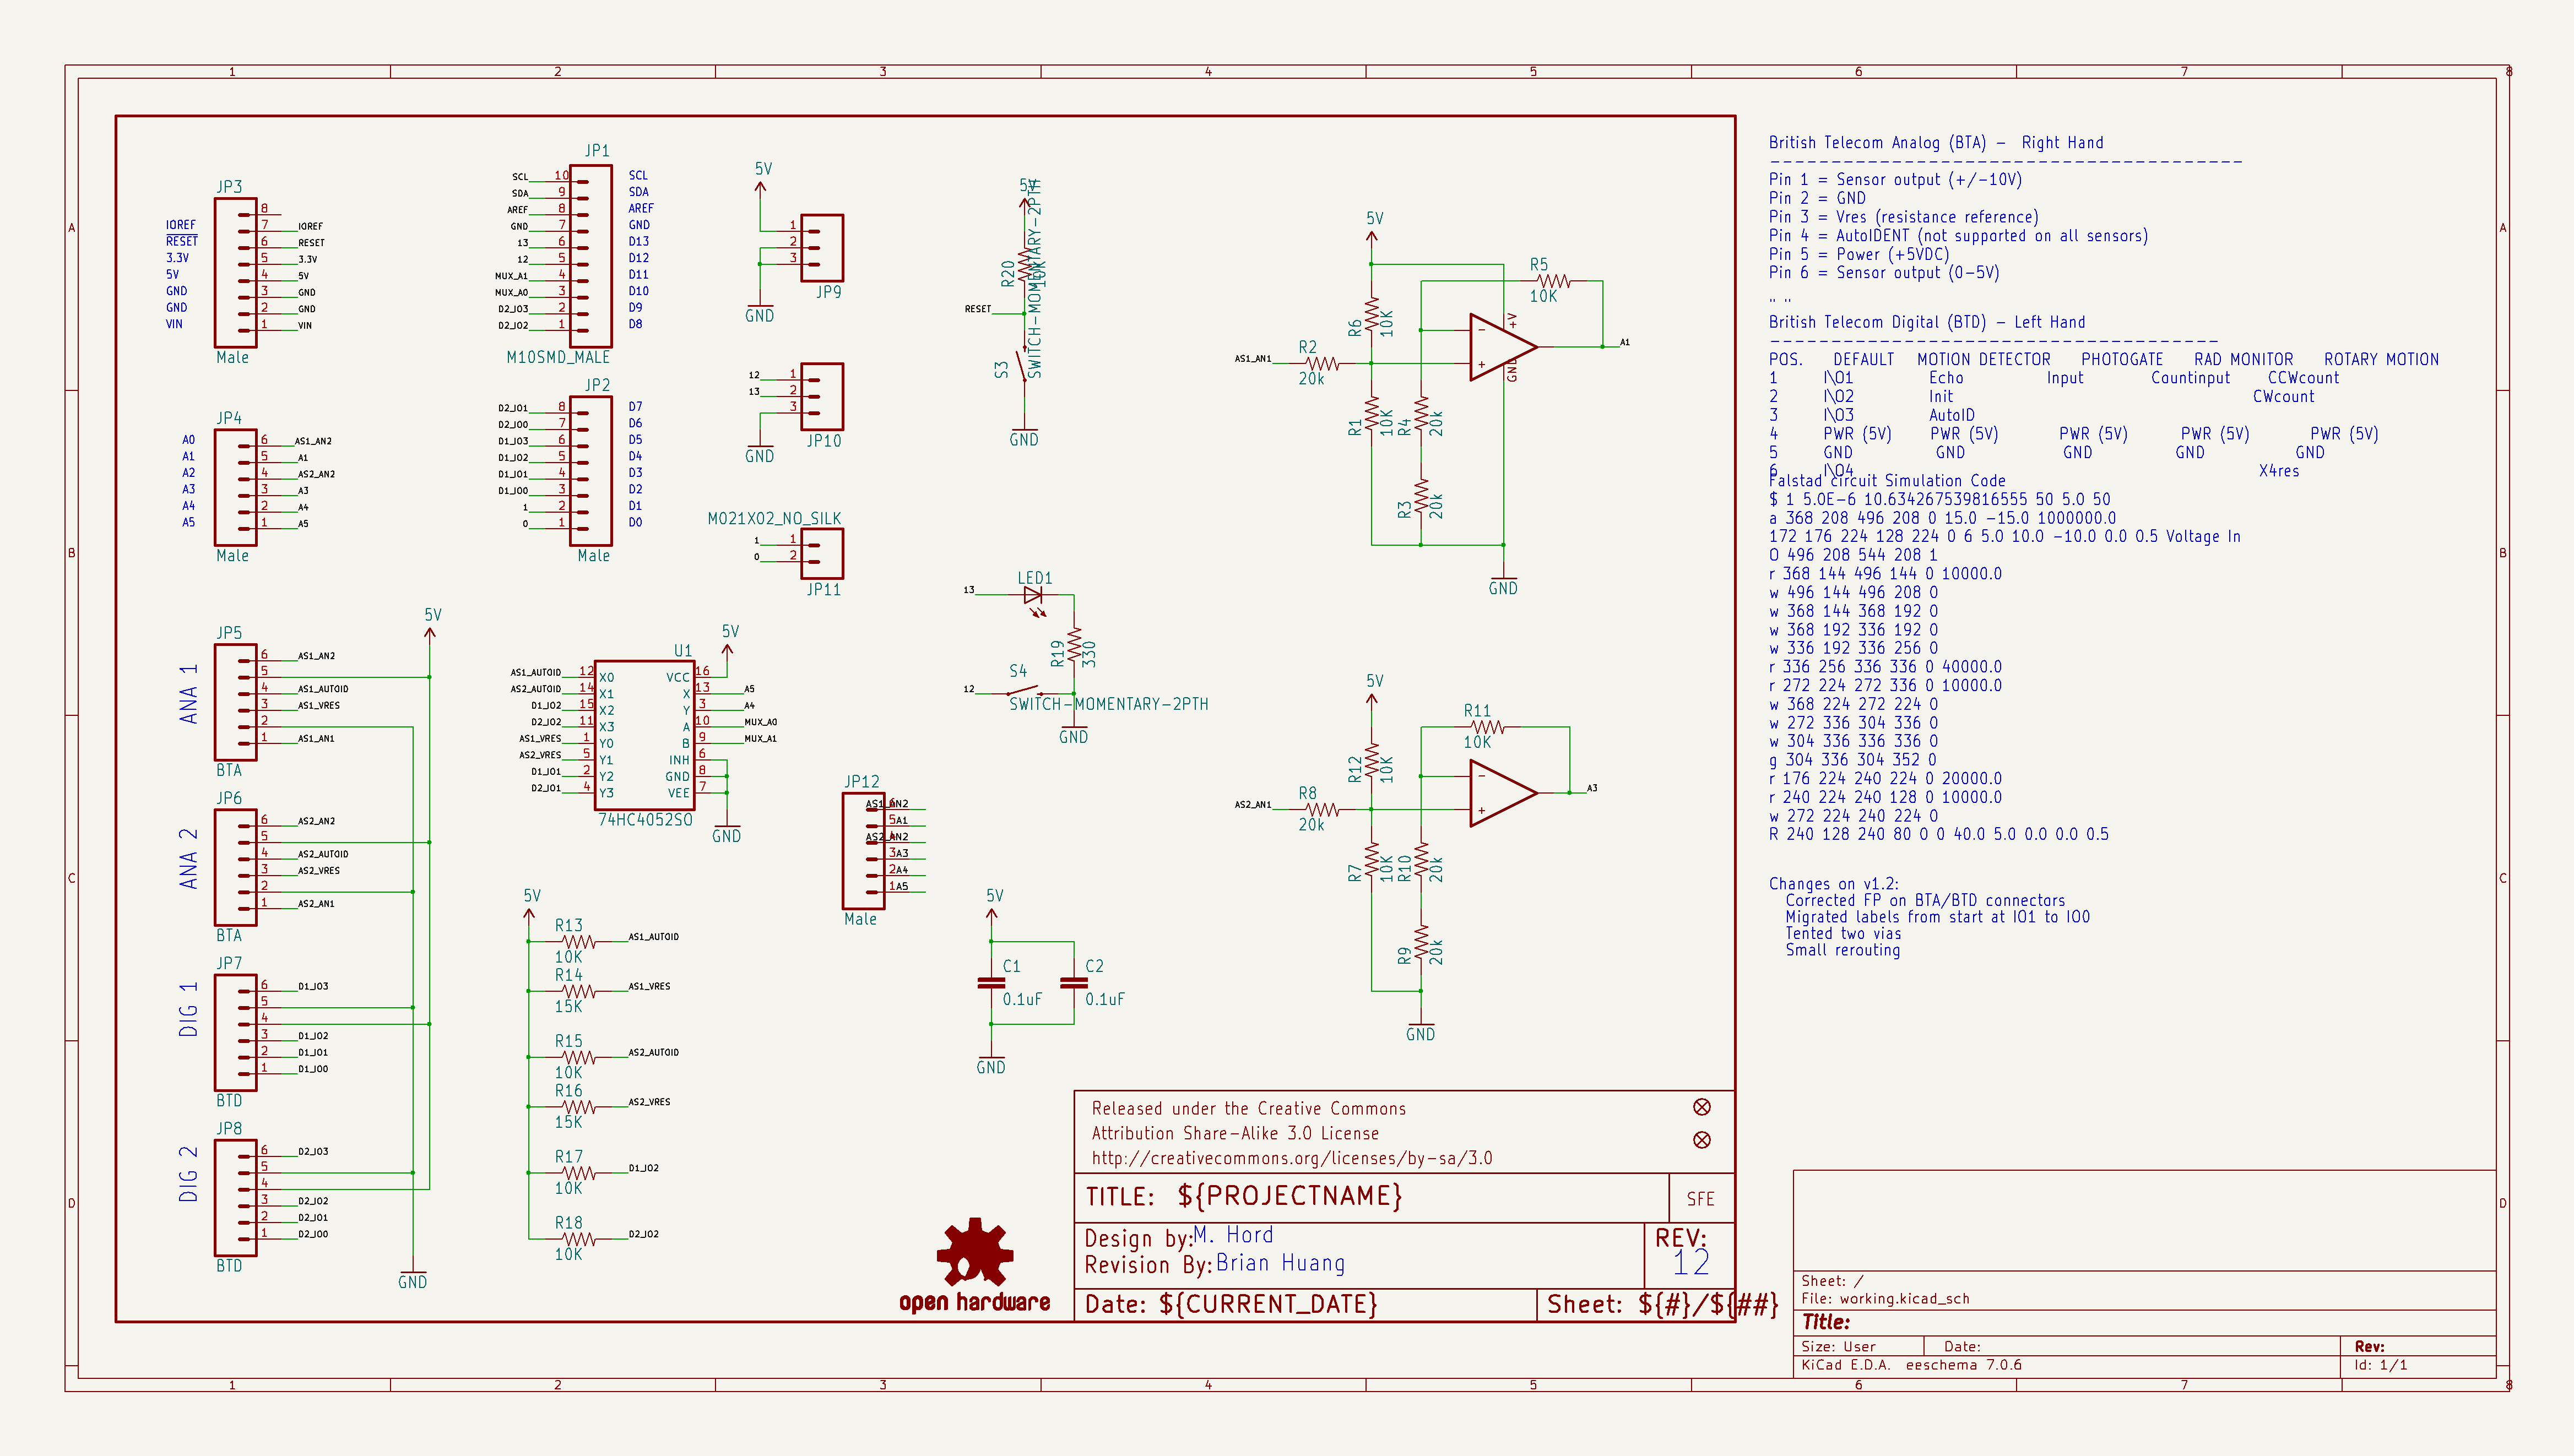 1 2 3 4 5 6 7 8
A
B
C
D
JP3
8
IOREF 7 IOREF
RESET 6 RESET
3.3V 5 3.3V
5V 4 5V
GND 3 GND
GND 2 GND
VIN 1 VIN
Male
JP4
A0 6 AS1_AN2
A1 5 A1
A2 4 AS2_AN2
A3 3 A3
A4 2 A4
A5 1 A5
Male
JP1
SCL 10 SCL
SDA 9 SDA
AREF 8 AREF
GND 7 GND
13 6 D13
12 5 D12
MUX_A1 4 D11
MUX_A0 3 D10
D2_IO3 2 D9
D2_IO2 1 D8
M10SMD_MALE
JP2
D2_IO1 8 D7
D2_IO0 7 D6
D1_IO3 6 D5
D1_IO2 5 D4
D1_IO1 4 D3
D1_IO0 3 D2
1 2 D1
0 1 D0
Male
5V
1
2
3
JP9
GND
12 1
13 2
3
JP10
GND
M021X02_NO_SILK
1 1
0 2
JP11
5V
R20
10K
RESET
S3
SWITCH-MOMENTARY-2PTH
GND
5V
R5
10K
R6
10K
+V
−
+
GND
A1
AS1_AN1
R2
20k
R1
10K
R4
20k
R3
20k
GND
13
LED1
R19
330
S4
12
SWITCH-MOMENTARY-2PTH
GND
5V
ANA 1
JP5
6 AS1_AN2
5
4 AS1_AUTOID
3 AS1_VRES
2
1 AS1_AN1
BTA
ANA 2
JP6
6 AS2_AN2
5
4 AS2_AUTOID
3 AS2_VRES
2
1 AS2_AN1
BTA
DIG 1
JP7
6 D1_IO3
5
4
3 D1_IO2
2 D1_IO1
1 D1_IO0
BTD
DIG 2
JP8
6 D2_IO3
5
4
3 D2_IO2
2 D2_IO1
1 D2_IO0
BTD
GND
U1
5V
AS1_AUTOID 12 X0 VCC 16
AS2_AUTOID 14 X1 X 13 A5
D1_IO2 15 X2 Y 3 A4
D2_IO2 11 X3 A 10 MUX_A0
AS1_VRES 1 Y0 B 9 MUX_A1
AS2_VRES 5 Y1 INH 6
D1_IO1 2 Y2 GND 8
D2_IO1 4 Y3 VEE 7
74HC4052SO
GND
JP12
AS1_AN2 6
5 A1
AS2_AN2 4
3 A3
2 A4
1 A5
Male
5V
R13 AS1_AUTOID
10K
R14 AS1_VRES
15K
R15 AS2_AUTOID
10K
R16 AS2_VRES
15K
R17 D1_IO2
10K
R18 D2_IO2
10K
5V
C1 C2
0.1uF 0.1uF
GND
5V
R11
10K
R12
10K
−
+
A3
AS2_AN1
R8
20k
R7
10K
R10
20k
R9
20k
GND
open hardware
Released under the Creative Commons
Attribution Share-Alike 3.0 License
http://creativecommons.org/licenses/by-sa/3.0
TITLE: ${PROJECTNAME} SFE
Design by: M. Hord
Revision By: Brian Huang
REV:
12
Date: ${CURRENT_DATE} Sheet: ${#}/${##}
British Telecom Analog (BTA) - Right Hand
---------------------------------------
Pin 1 = Sensor output (+/-10V)
Pin 2 = GND
Pin 3 = Vres (resistance reference)
Pin 4 = AutoIDENT (not supported on all sensors)
Pin 5 = Power (+5VDC)
Pin 6 = Sensor output (0-5V)
" "
British Telecom Digital (BTD) - Left Hand
-------------------------------------
POS. DEFAULT MOTION DETECTOR PHOTOGATE RAD MONITOR ROTARY MOTION
1 I\O1 Echo Input Countinput CCWcount
2 I\O2 Init CWcount
3 I\O3 AutoID
4 PWR (5V) PWR (5V) PWR (5V) PWR (5V) PWR (5V)
5 GND GND GND GND GND
6 I\O4 X4res
Falstad circuit Simulation Code
$ 1 5.0E-6 10.634267539816555 50 5.0 50
a 368 208 496 208 0 15.0 -15.0 1000000.0
172 176 224 128 224 0 6 5.0 10.0 -10.0 0.0 0.5 Voltage In
O 496 208 544 208 1
r 368 144 496 144 0 10000.0
w 496 144 496 208 0
w 368 144 368 192 0
w 368 192 336 192 0
w 336 192 336 256 0
r 336 256 336 336 0 40000.0
r 272 224 272 336 0 10000.0
w 368 224 272 224 0
w 272 336 304 336 0
w 304 336 336 336 0
g 304 336 304 352 0
r 176 224 240 224 0 20000.0
r 240 224 240 128 0 10000.0
w 272 224 240 224 0
R 240 128 240 80 0 0 40.0 5.0 0.0 0.0 0.5
Changes on v1.2:
Corrected FP on BTA/BTD connectors
Migrated labels from start at IO1 to IO0
Tented two vias
Small rerouting
Sheet: /
File: working.kicad_sch
Title:
Size: User Date: Rev:
KiCad E.D.A. eeschema 7.0.6 Id: 1/1
1 2 3 4 5 6 7 8
A
B
C
D